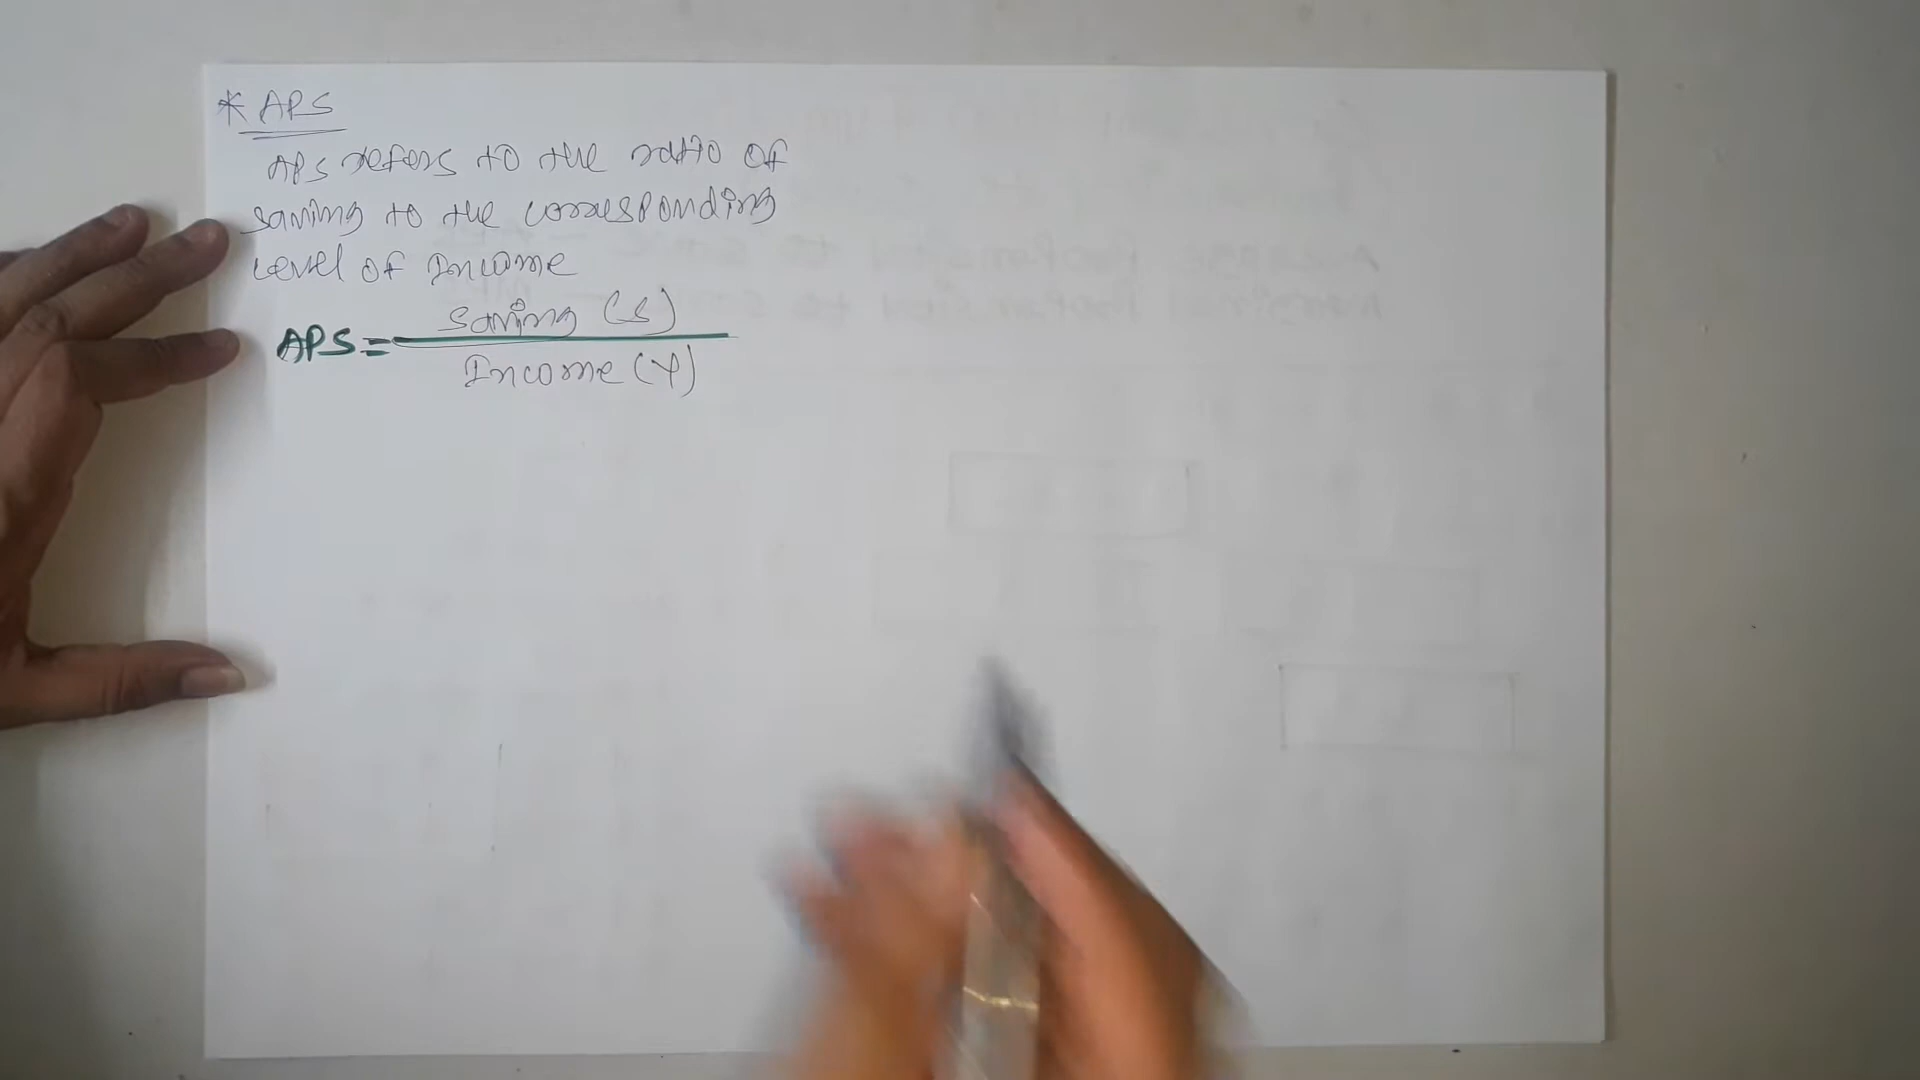 * APS
APS refers to the ratio of
saving to the corresponding
Level of Income
APS = Saving (S)
Income (Y)